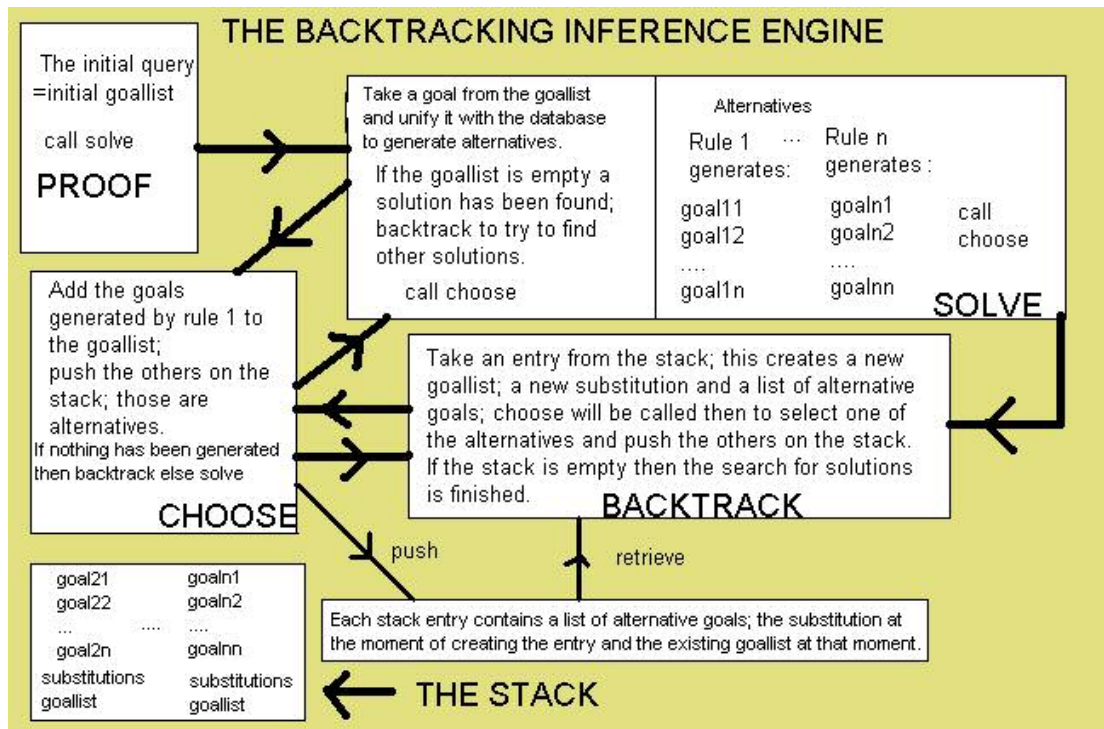 THE BACKTRACKING INFERENCE ENGINE
The initial query
=initial goallist
call solve
PROOF
Take a goal from the goallist
and unify it with the database
to generate alternatives.
If the goallist is empty a
solution has been found;
backtrack to try to find
other solutions.
call choose
Alternatives
Rule 1 ... Rule n
generates: generates :
goal11 goaln1
goal12 goaln2
.... ....
goal1n goalnn
call
choose
SOLVE
Add the goals
generated by rule 1 to
the goallist;
push the others on the
stack; those are
alternatives.
If nothing has been generated
then backtrack else solve
CHOOSE
Take an entry from the stack; this creates a new
goallist; a new substitution and a list of alternative
goals; choose will be called then to select one of
the alternatives and push the others on the stack.
If the stack is empty then the search for solutions
is finished.
BACKTRACK
push
retrieve
goal21 goaln1
goal22 goaln2
... .... ....
goal2n goalnn
substitutions substitutions
goallist goallist
Each stack entry contains a list of alternative goals; the substitution at
the moment of creating the entry and the existing goallist at that moment.
THE STACK